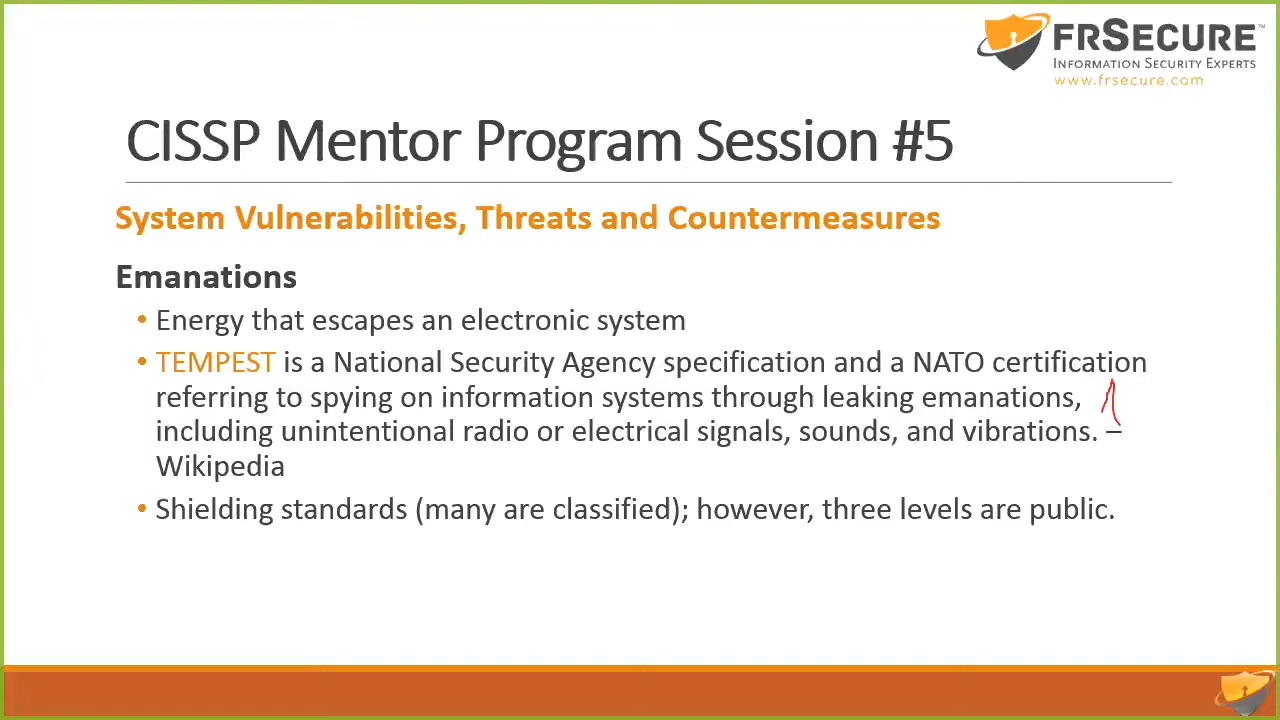 FRSECURE™
INFORMATION SECURITY EXPERTS
www.frsecure.com
CISSP Mentor Program Session #5
System Vulnerabilities, Threats and Countermeasures
Emanations
• Energy that escapes an electronic system
• TEMPEST is a National Security Agency specification and a NATO certification
referring to spying on information systems through leaking emanations,
including unintentional radio or electrical signals, sounds, and vibrations. –
Wikipedia
• Shielding standards (many are classified); however, three levels are public.